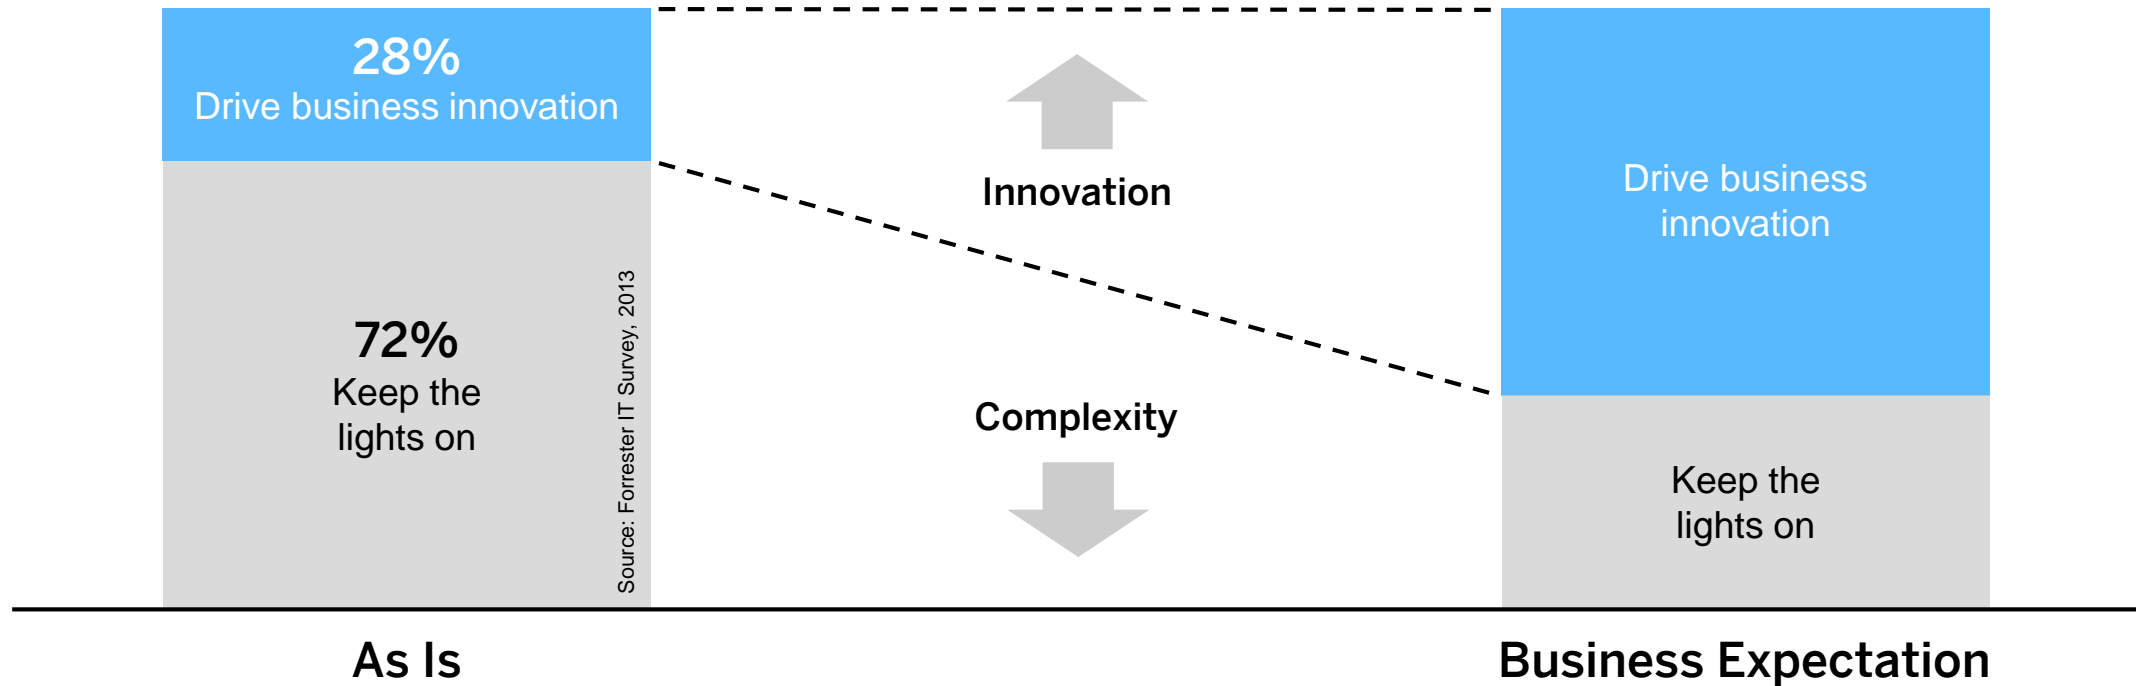 28%
Drive business innovation
72%
Keep the
lights on
Source: Forrester IT Survey, 2013
Innovation
Complexity
Drive business
innovation
Keep the
lights on
As Is
Business Expectation